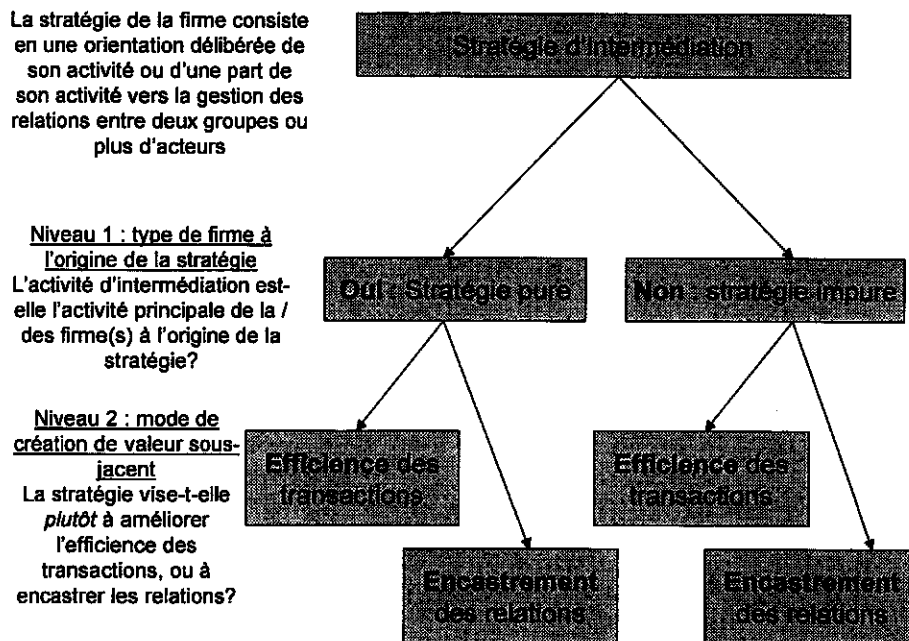 La stratégie de la firme consiste
en une orientation délibérée de
son activité ou d'une part de
son activité vers la gestion des
relations entre deux groupes ou
plus d'acteurs
Stratégie d'intermédiation
Niveau 1 : type de firme à
l'origine de la stratégie
L'activité d'intermédiation est-
elle l'activité principale de la /
des firme(s) à l'origine de la
stratégie?
Oui : Stratégie pure
Non : stratégie impure
Niveau 2 : mode de
création de valeur sous-
jacent
La stratégie vise-t-elle
plutôt à améliorer
l'efficience des
transactions, ou à
encastrer les relations?
Efficience des
transactions
Efficience des
transactions
Encastrement
des relations
Encastrement
des relations